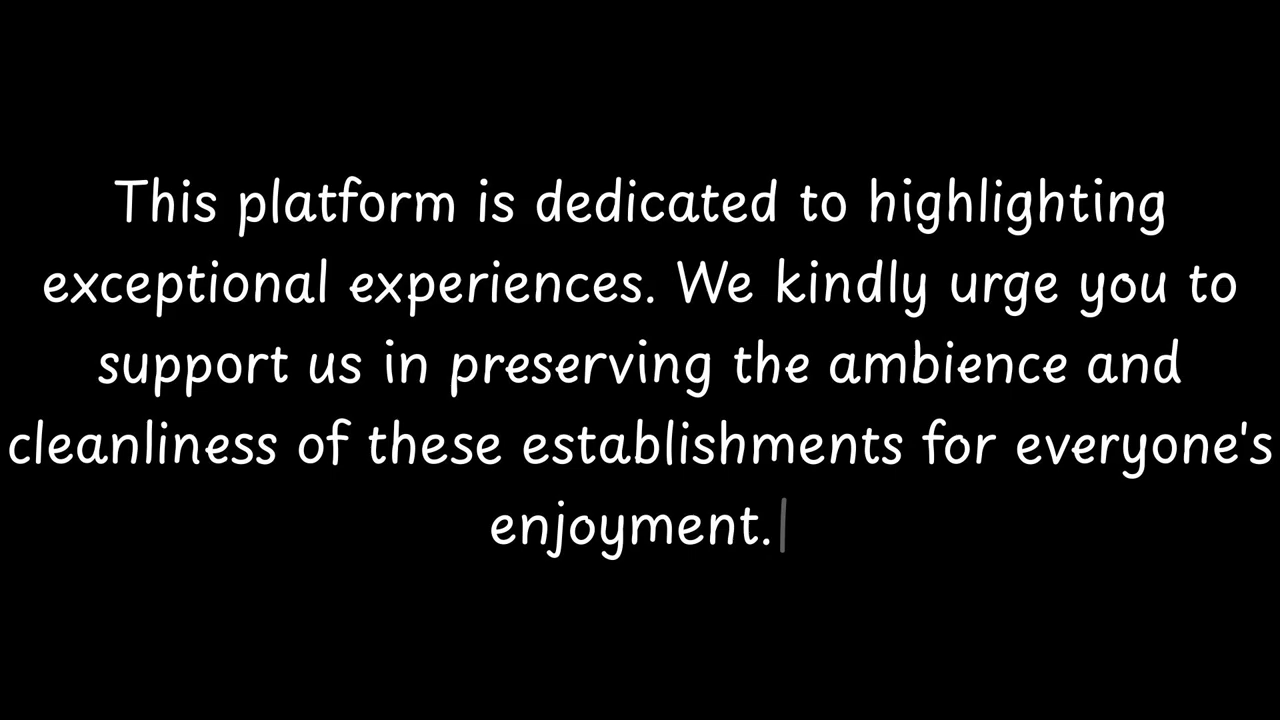 This platform is dedicated to highlighting
exceptional experiences. We kindly urge you to
support us in preserving the ambience and
cleanliness of these establishments for everyone's
enjoyment.